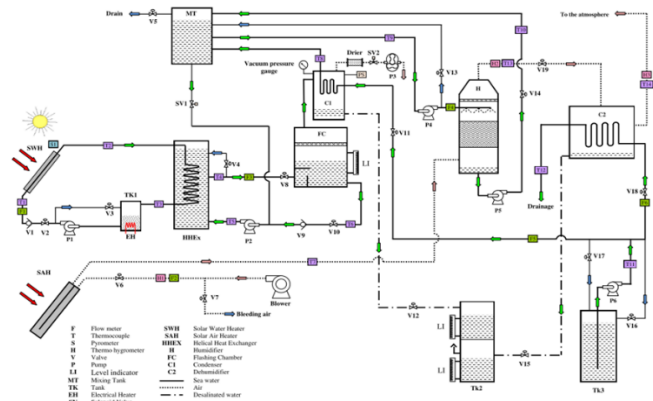 Drain
V5
MT
To the atmosphere
Vacuum pressure
gauge
Drier
SV2
P3
V13
H
V19
C2
SV1
C1
V11
P4
V14
FC
LI
SWH
V4
V8
V18
TK1
V3
P5
Drainage
V1
V2
P1
EH
HHEx
P2
V9
V10
SAH
V6
V7
Blower
Bleeding air
V17
P6
V16
V12
LI
LI
V15
Tk2
Tk3
F Flow meter SWH Solar Water Heater
T Thermocouple SAH Solar Air Heater
S Pyrometer HHEX Helical Heat Exchanger
H Thermo-hygrometer H Humidifier
V Valve FC Flashing Chamber
P Pump C1 Condenser
LI Level indicator C2 Dehumidifier
MT Mixing Tank Sea water
TK Tank Air
EH Electrical Heater Desalinated water